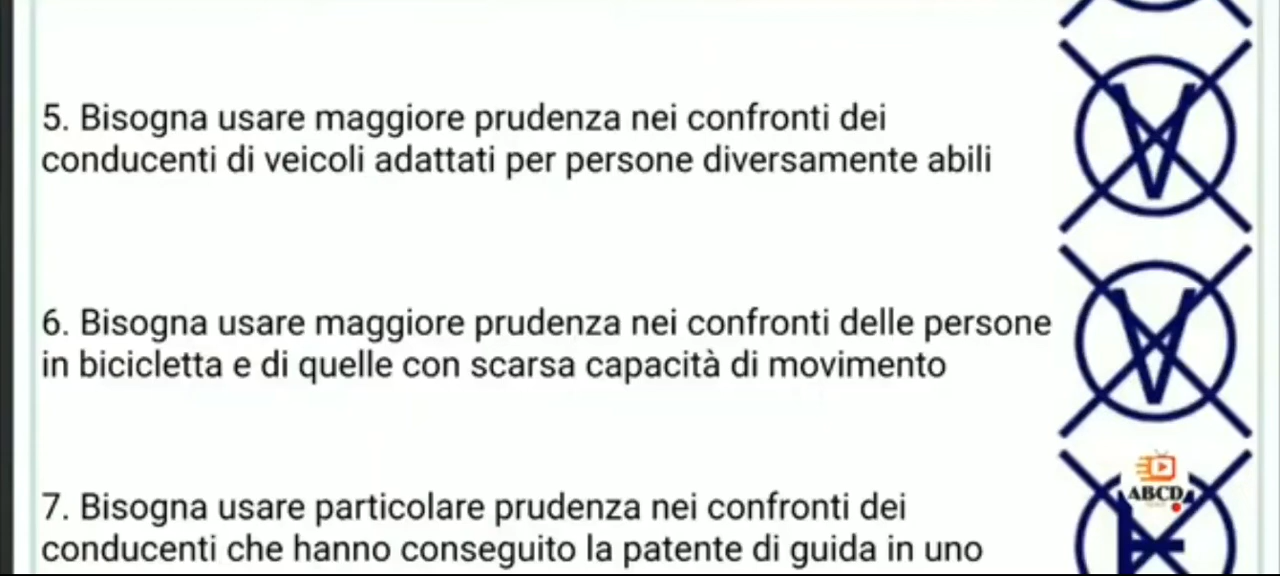 5. Bisogna usare maggiore prudenza nei confronti dei
conducenti di veicoli adattati per persone diversamente abili
V
6. Bisogna usare maggiore prudenza nei confronti delle persone
in bicicletta e di quelle con scarsa capacità di movimento
V
7. Bisogna usare particolare prudenza nei confronti dei
conducenti che hanno conseguito la patente di guida in uno
F
ABCD